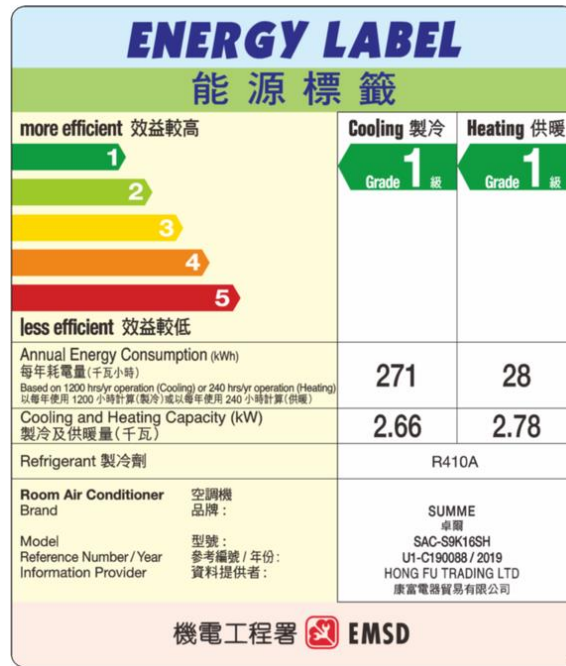 ENERGY LABEL
能源標籤
more efficient 效益較高
Cooling 製冷
Heating 供暖
1
2
3
4
5
Grade 1 級
Grade 1 級
less efficient 效益較低
Annual Energy Consumption (kWh)
每年耗電量(千瓦小時)
Based on 1200 hrs/yr operation (Cooling) or 240 hrs/yr operation (Heating)
以每年使用 1200 小時計算(製冷)或以每年使用 240 小時計算(供暖)
271
28
Cooling and Heating Capacity (kW)
製冷及供暖量(千瓦)
2.66
2.78
Refrigerant 製冷劑
R410A
Room Air Conditioner 空調機
Brand 品牌:
SUMME
卓爾
Model 型號:
SAC-S9K16SH
Reference Number/Year 參考編號/年份:
U1-C190088 / 2019
Information Provider 資料提供者:
HONG FU TRADING LTD
康富電器貿易有限公司
機電工程署 EMSD